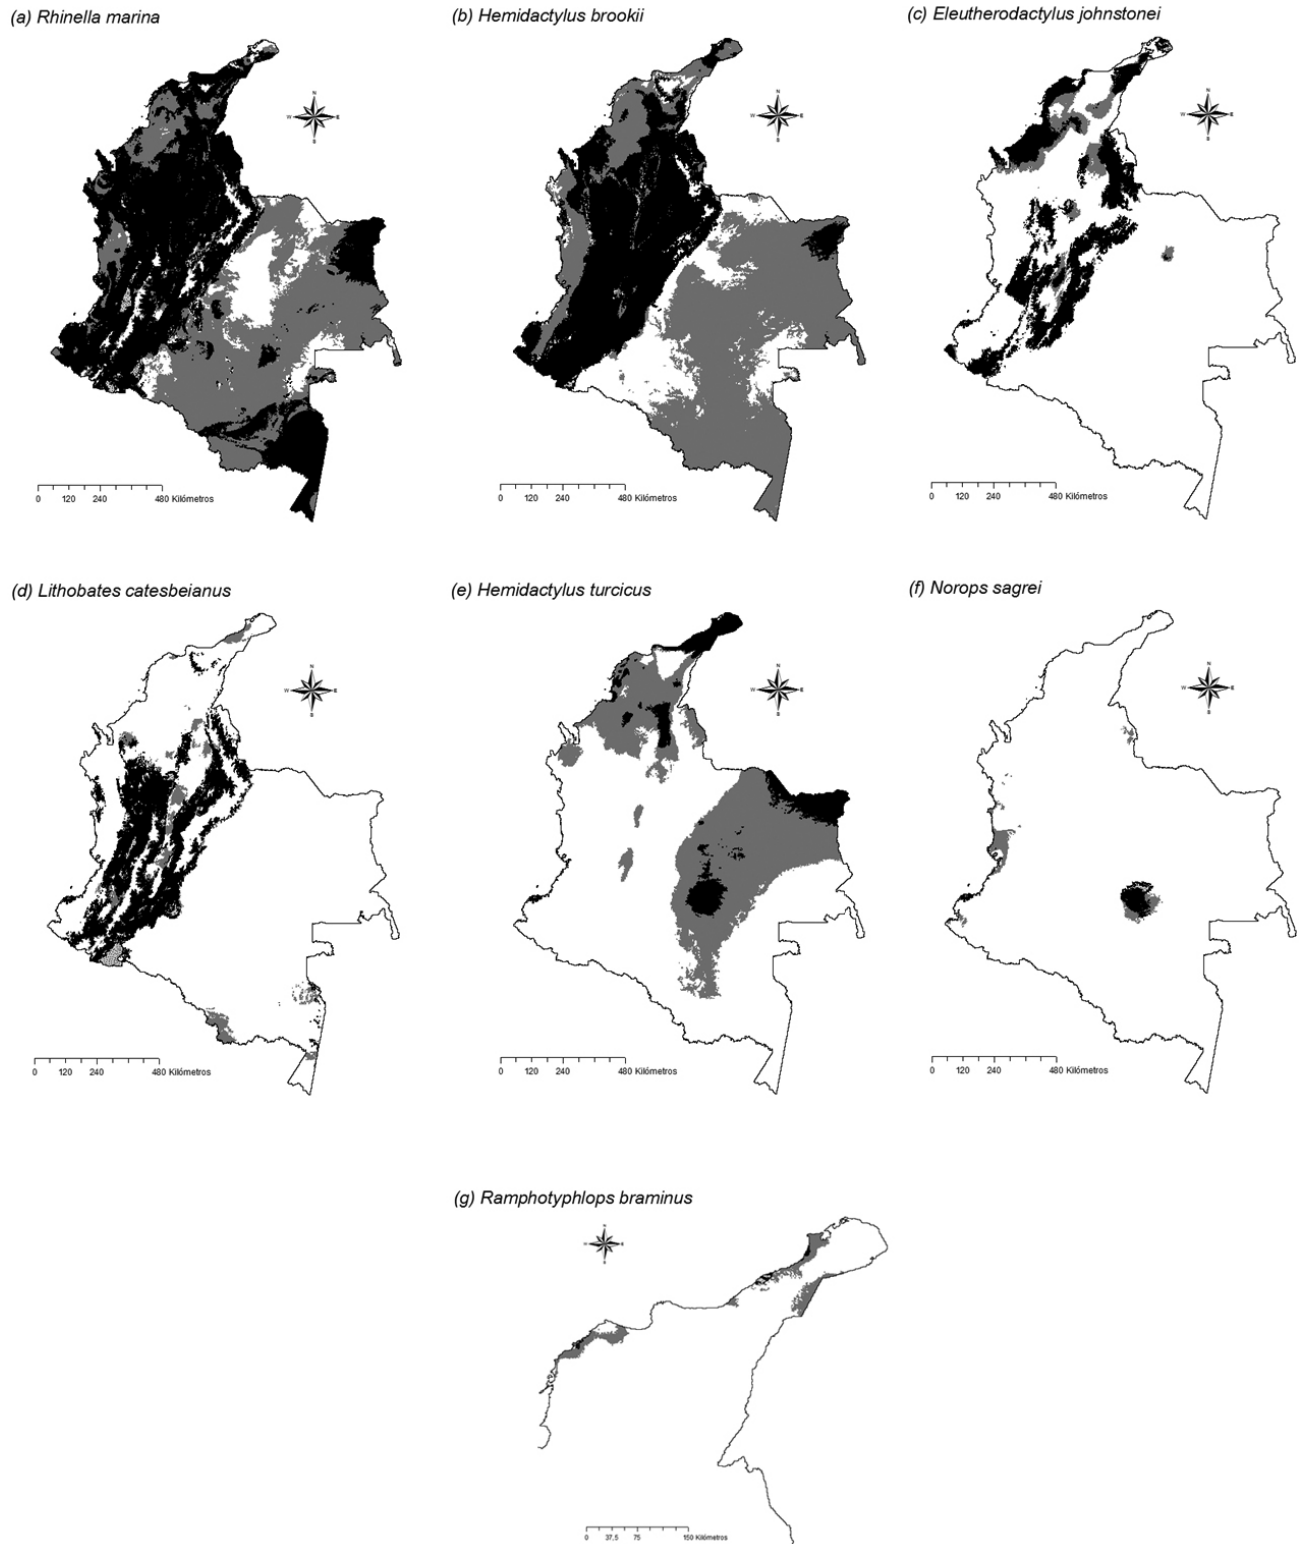 (a) Rhinella marina
(b) Hemidactylus brookii
(c) Eleutherodactylus johnstonei
N
W E
S
N
W E
S
N
W E
S
0 120 240 480 Kilómetros
0 120 240 480 Kilómetros
0 120 240 480 Kilómetros
(d) Lithobates catesbeianus
(e) Hemidactylus turcicus
(f) Norops sagrei
N
W E
S
N
W E
S
N
W E
S
0 120 240 480 Kilómetros
0 120 240 480 Kilómetros
0 120 240 480 Kilómetros
(g) Ramphotyphlops braminus
N
W E
S
0 37,5 75 150 Kilómetros